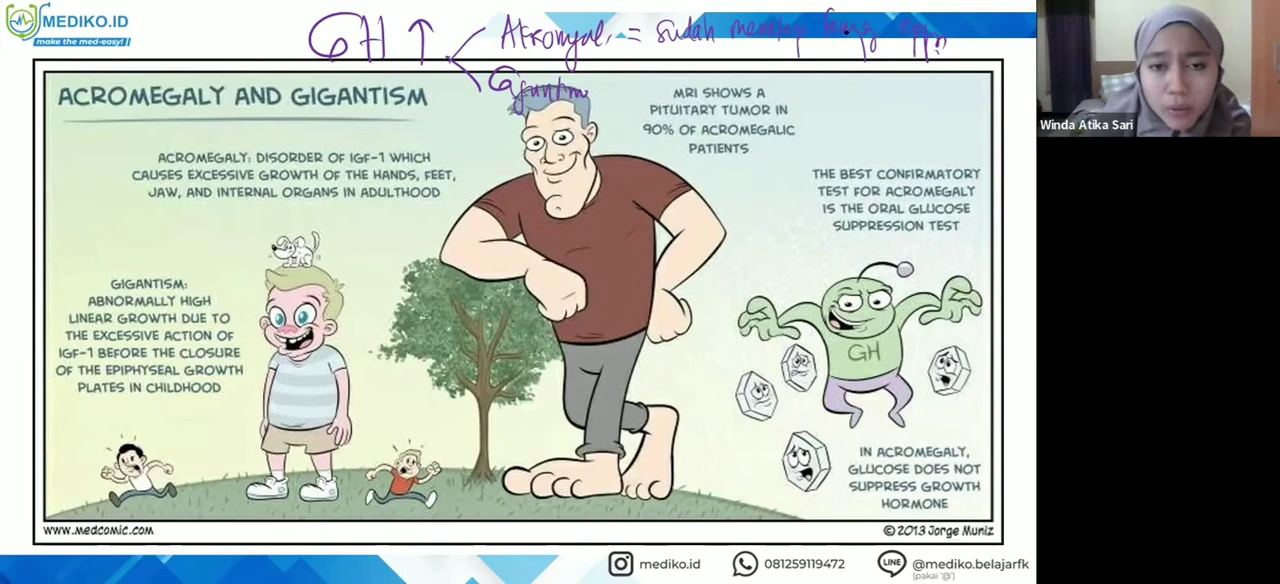 MEDIKO.ID
make the med-easy!
GH ↑
= sudah
ACROMEGALY AND GIGANTISM
ACROMEGALY: DISORDER OF IGF-1 WHICH
CAUSES EXCESSIVE GROWTH OF THE HANDS, FEET,
JAW, AND INTERNAL ORGANS IN ADULTHOOD
MRI SHOWS A
PITUITARY TUMOR IN
90% OF ACROMEGALIC
PATIENTS
THE BEST CONFIRMATORY
TEST FOR ACROMEGALY
IS THE ORAL GLUCOSE
SUPPRESSION TEST
GIGANTISM:
ABNORMALLY HIGH
LINEAR GROWTH DUE TO
THE EXCESSIVE ACTION OF
IGF-1 BEFORE THE CLOSURE
OF THE EPIPHYSEAL GROWTH
PLATES IN CHILDHOOD
GH
IN ACROMEGALY,
GLUCOSE DOES NOT
SUPPRESS GROWTH
HORMONE
www.medcomic.com
© 2013 Jorge Muniz
mediko.id
081259119472
LINE
@mediko.belajarfk
(pakai '@')
Winda Atika Sari